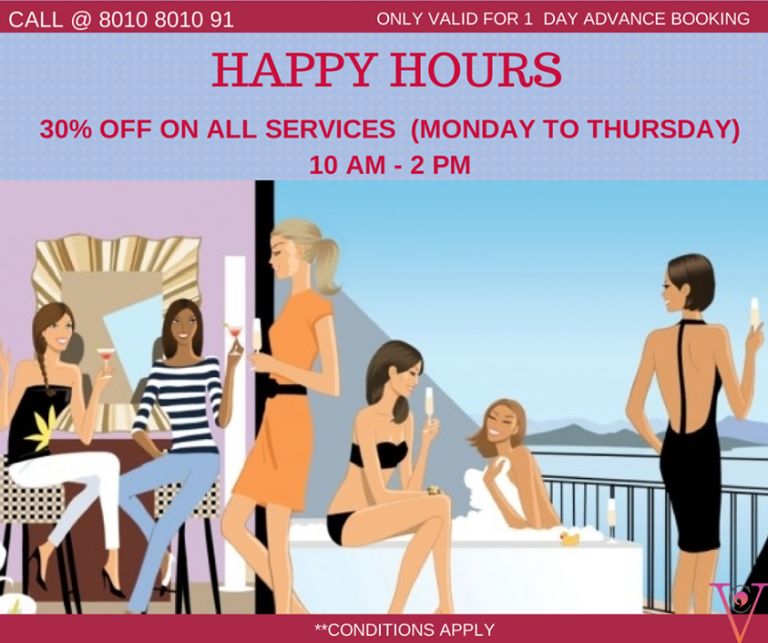 CALL @ 8010 8010 91
ONLY VALID FOR 1 DAY ADVANCE BOOKING
HAPPY HOURS
30% OFF ON ALL SERVICES (MONDAY TO THURSDAY)
10 AM - 2 PM
**CONDITIONS APPLY